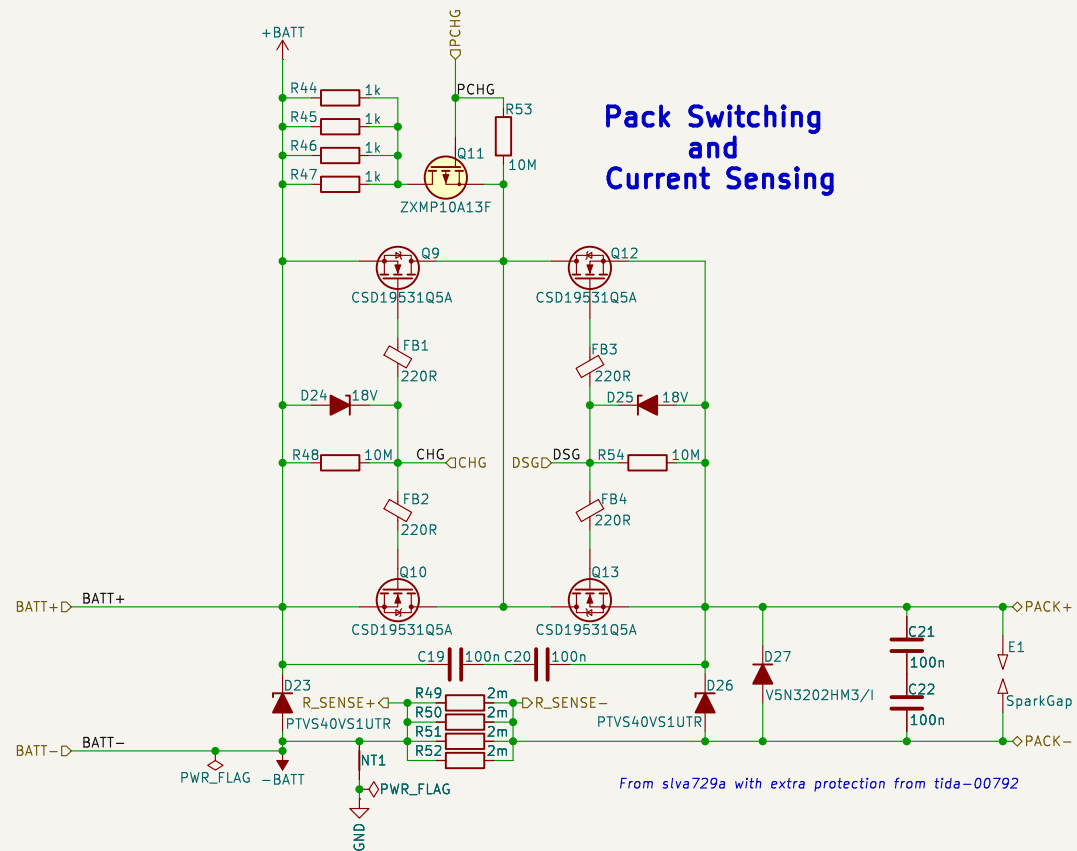 PCHG
+BATT
R44 1k
PCHG
R53
R45 1k
Pack Switching
and
Current Sensing
R46 1k
Q11
10M
R47 1k
ZXMP10A13F
Q9
Q12
CSD19531Q5A
CSD19531Q5A
FB1
220R
FB3
220R
D24 18V
D25 18V
R48 10M
CHG
CHG
DSG
DSG
R54 10M
FB2
220R
FB4
220R
Q10
Q13
BATT+
BATT+
PACK+
CSD19531Q5A
CSD19531Q5A
C19 100n
C20 100n
C21
100n
E1
SparkGap
D27
V5N3202HM3/I
D23
PTVS40VS1UTR
D26
PTVS40VS1UTR
C22
100n
R_SENSE+
R49 2m
R_SENSE-
R50 2m
R51 2m
R52 2m
BATT-
BATT-
PACK-
PWR_FLAG
-BATT
NT1
PWR_FLAG
GND
From slva729a with extra protection from tida-00792